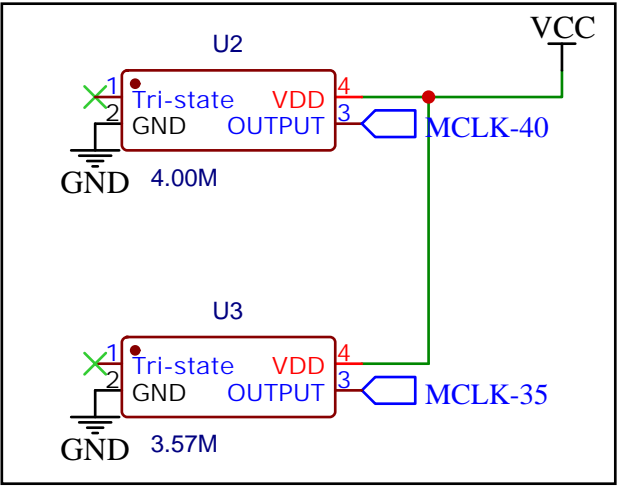 VCC
U2
1 Tri-state VDD 4
2 GND OUTPUT 3 MCLK-40
GND 4.00M
U3
1 Tri-state VDD 4
2 GND OUTPUT 3 MCLK-35
GND 3.57M